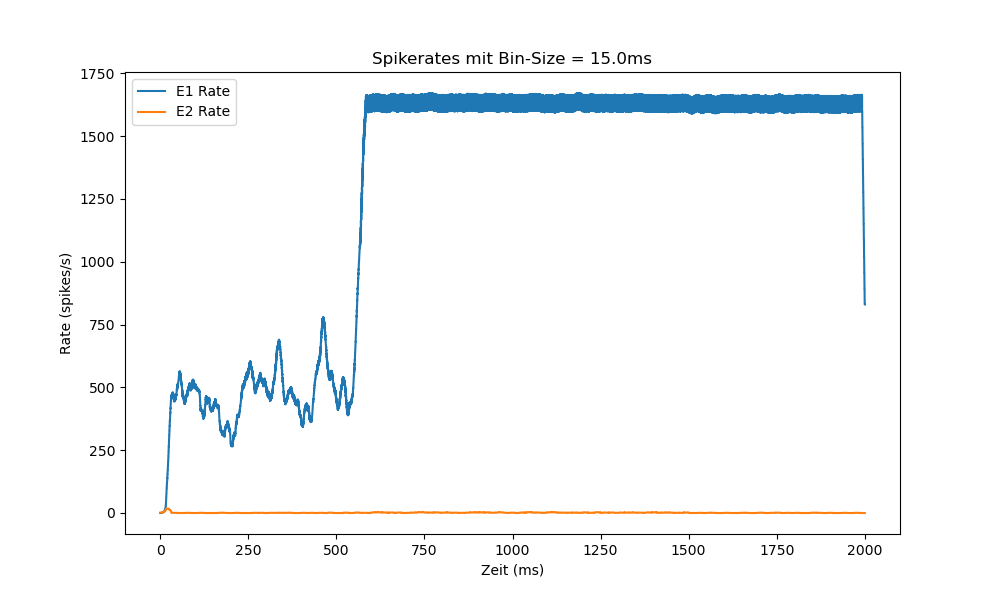 Spikerates mit Bin-Size = 15.0ms
E1 Rate
E2 Rate
Rate (spikes/s)
1750
1500
1250
1000
750
500
250
0
0 250 500 750 1000 1250 1500 1750 2000
Zeit (ms)